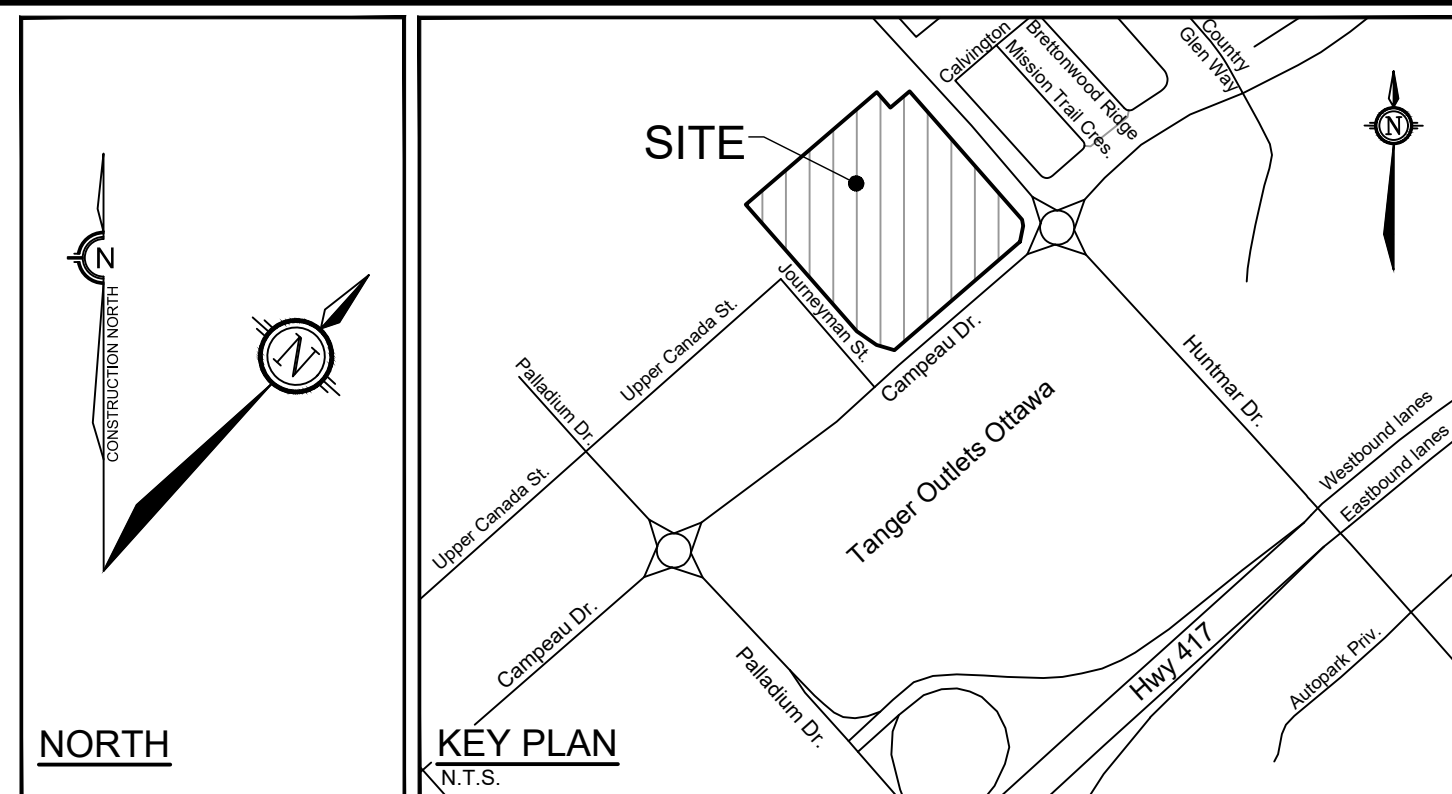 N
CONSTRUCTION NORTH
N
NORTH
SITE
Calvington
Brettonwood Ridge
Mission Trail Cres.
Country
Glen Way
N
Journeyman St.
Upper Canada St.
Palladium Dr.
Campeau Dr.
Huntmar Dr.
Tanger Outlets Ottawa
Westbound lanes
Eastbound lanes
Upper Canada St.
Campeau Dr.
Palladium Dr.
Hwy 417
Autopark Priv.
KEY PLAN
N.T.S.